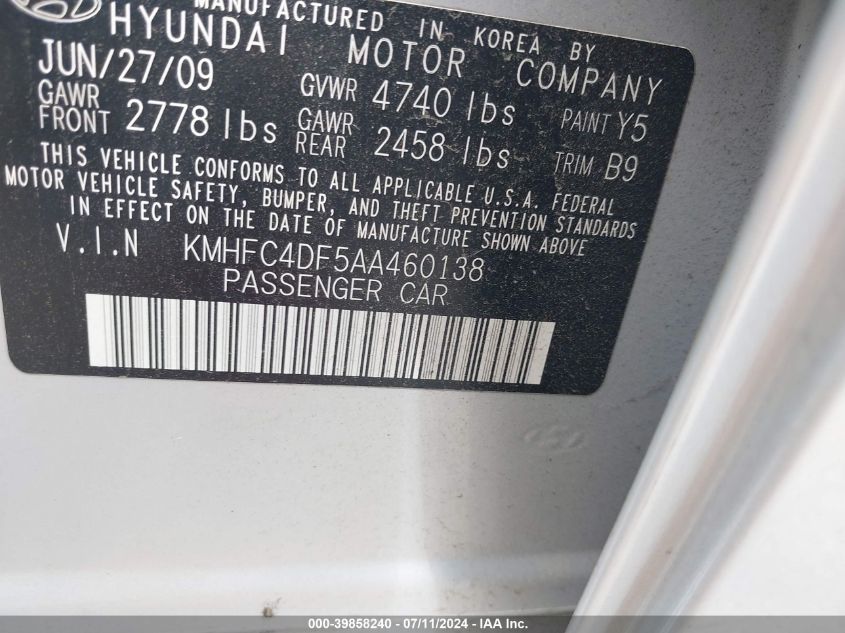 MANUFACTURED IN KOREA BY
HYUNDAI MOTOR COMPANY
JUN/27/09 GVWR 4740 lbs PAINT Y5
GAWR FRONT 2778 lbs GAWR REAR 2458 lbs TRIM B9
THIS VEHICLE CONFORMS TO ALL APPLICABLE U.S.A. FEDERAL
MOTOR VEHICLE SAFETY, BUMPER, AND THEFT PREVENTION STANDARDS
IN EFFECT ON THE DATE OF MANUFACTURE SHOWN ABOVE
V.I.N KMHFC4DF5AA460138
PASSENGER CAR
000-39858240 - 07/11/2024 - IAA Inc.